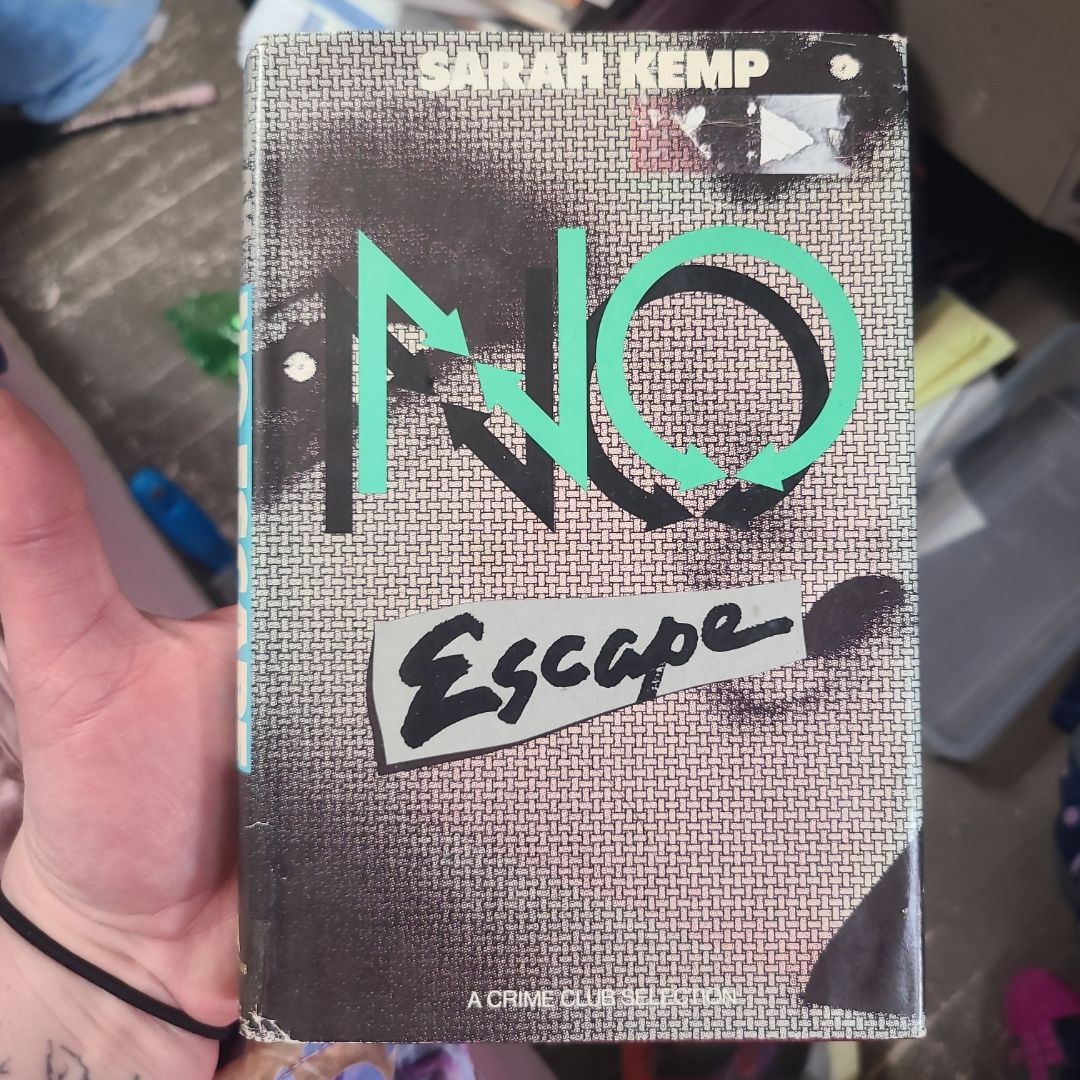 SARAH KEMP
NO
Escape
A CRIME CLUB SELECTION